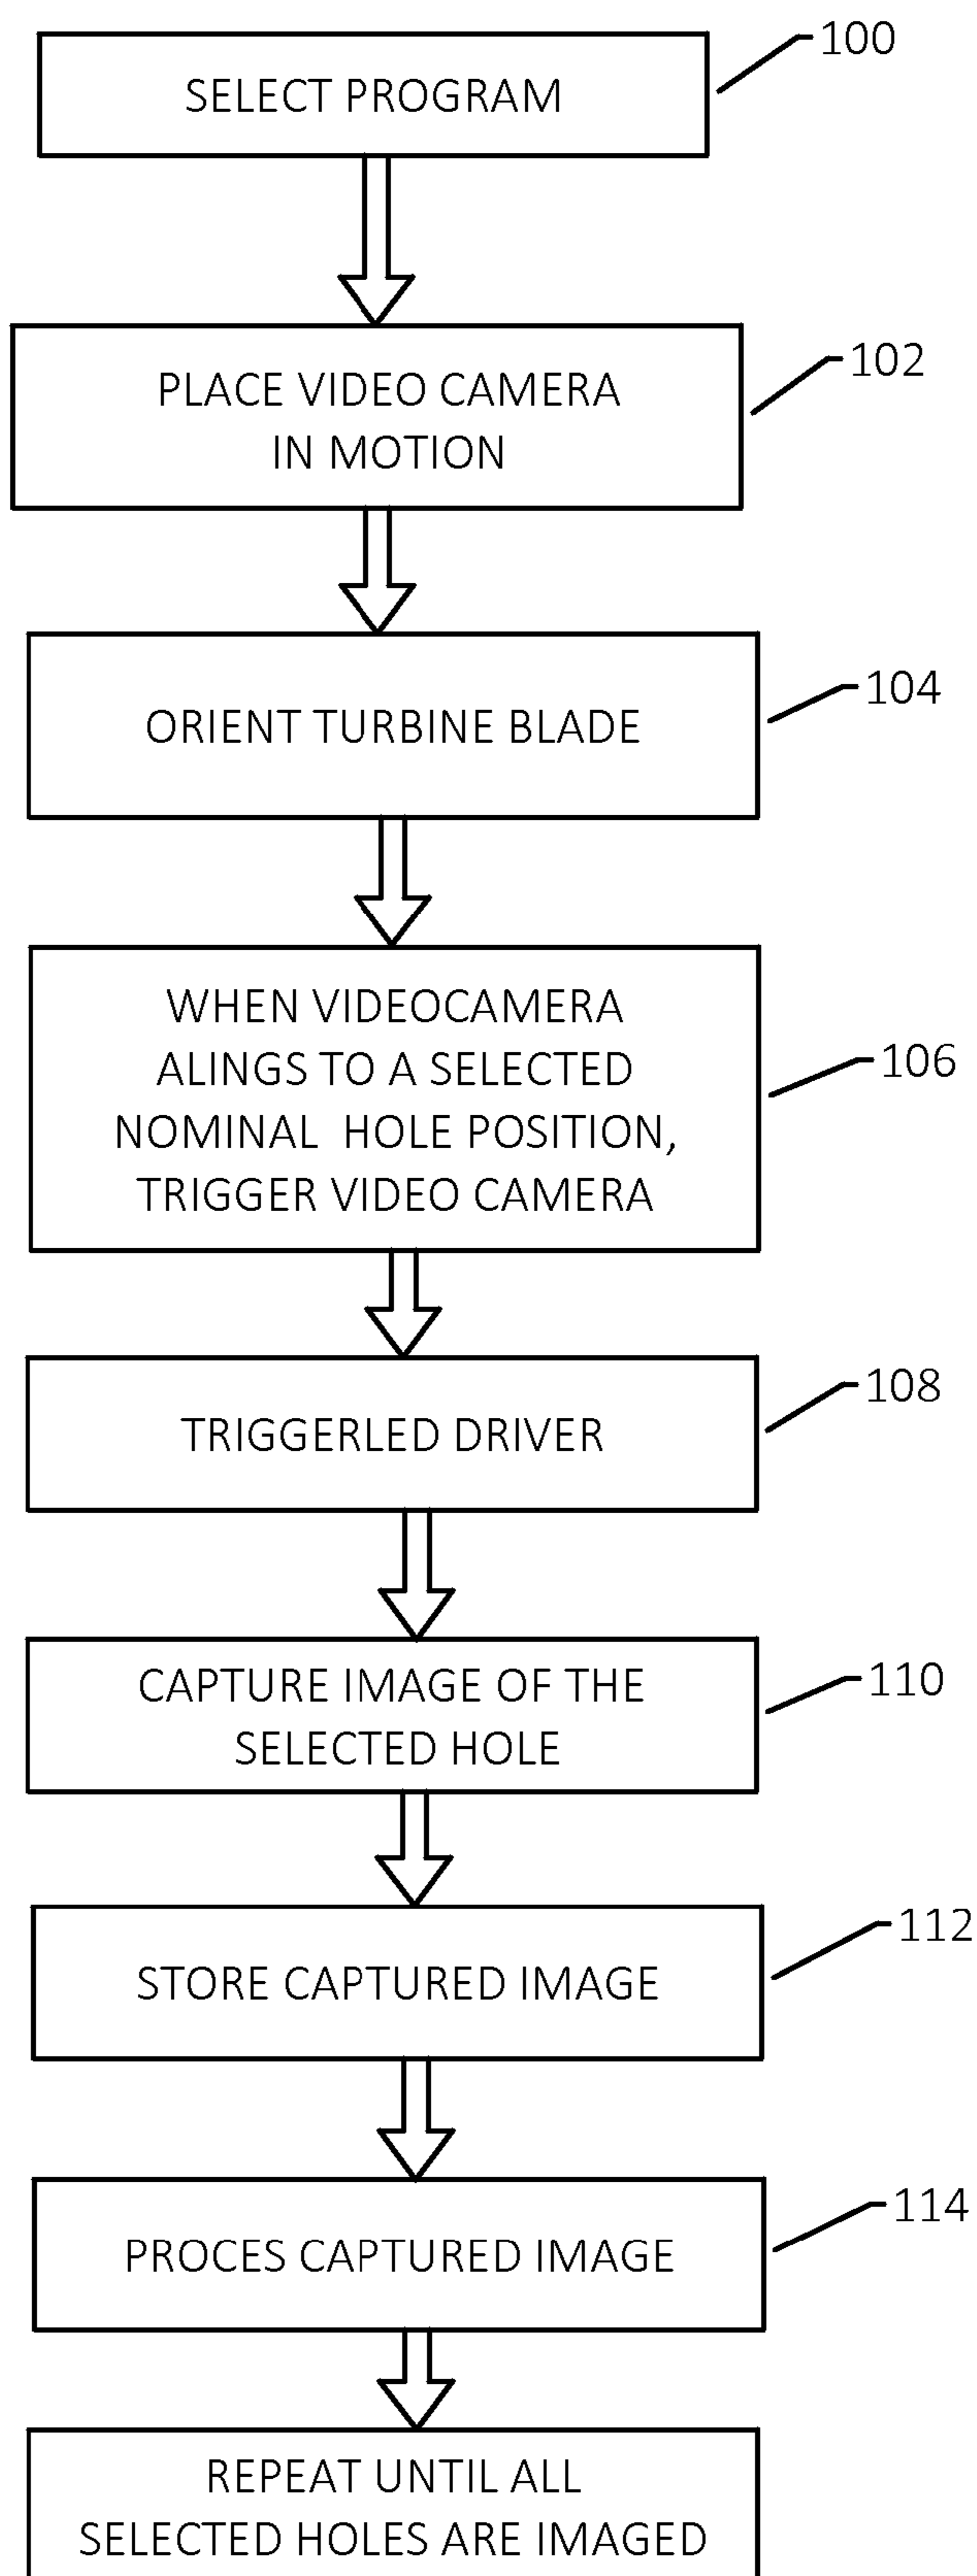 100
SELECT PROGRAM
102
PLACE VIDEO CAMERA
IN MOTION
104
ORIENT TURBINE BLADE
106
WHEN VIDEOCAMERA
ALINGS TO A SELECTED
NOMINAL HOLE POSITION,
TRIGGER VIDEO CAMERA
108
TRIGGERLED DRIVER
110
CAPTURE IMAGE OF THE
SELECTED HOLE
112
STORE CAPTURED IMAGE
114
PROCES CAPTURED IMAGE
REPEAT UNTIL ALL
SELECTED HOLES ARE IMAGED